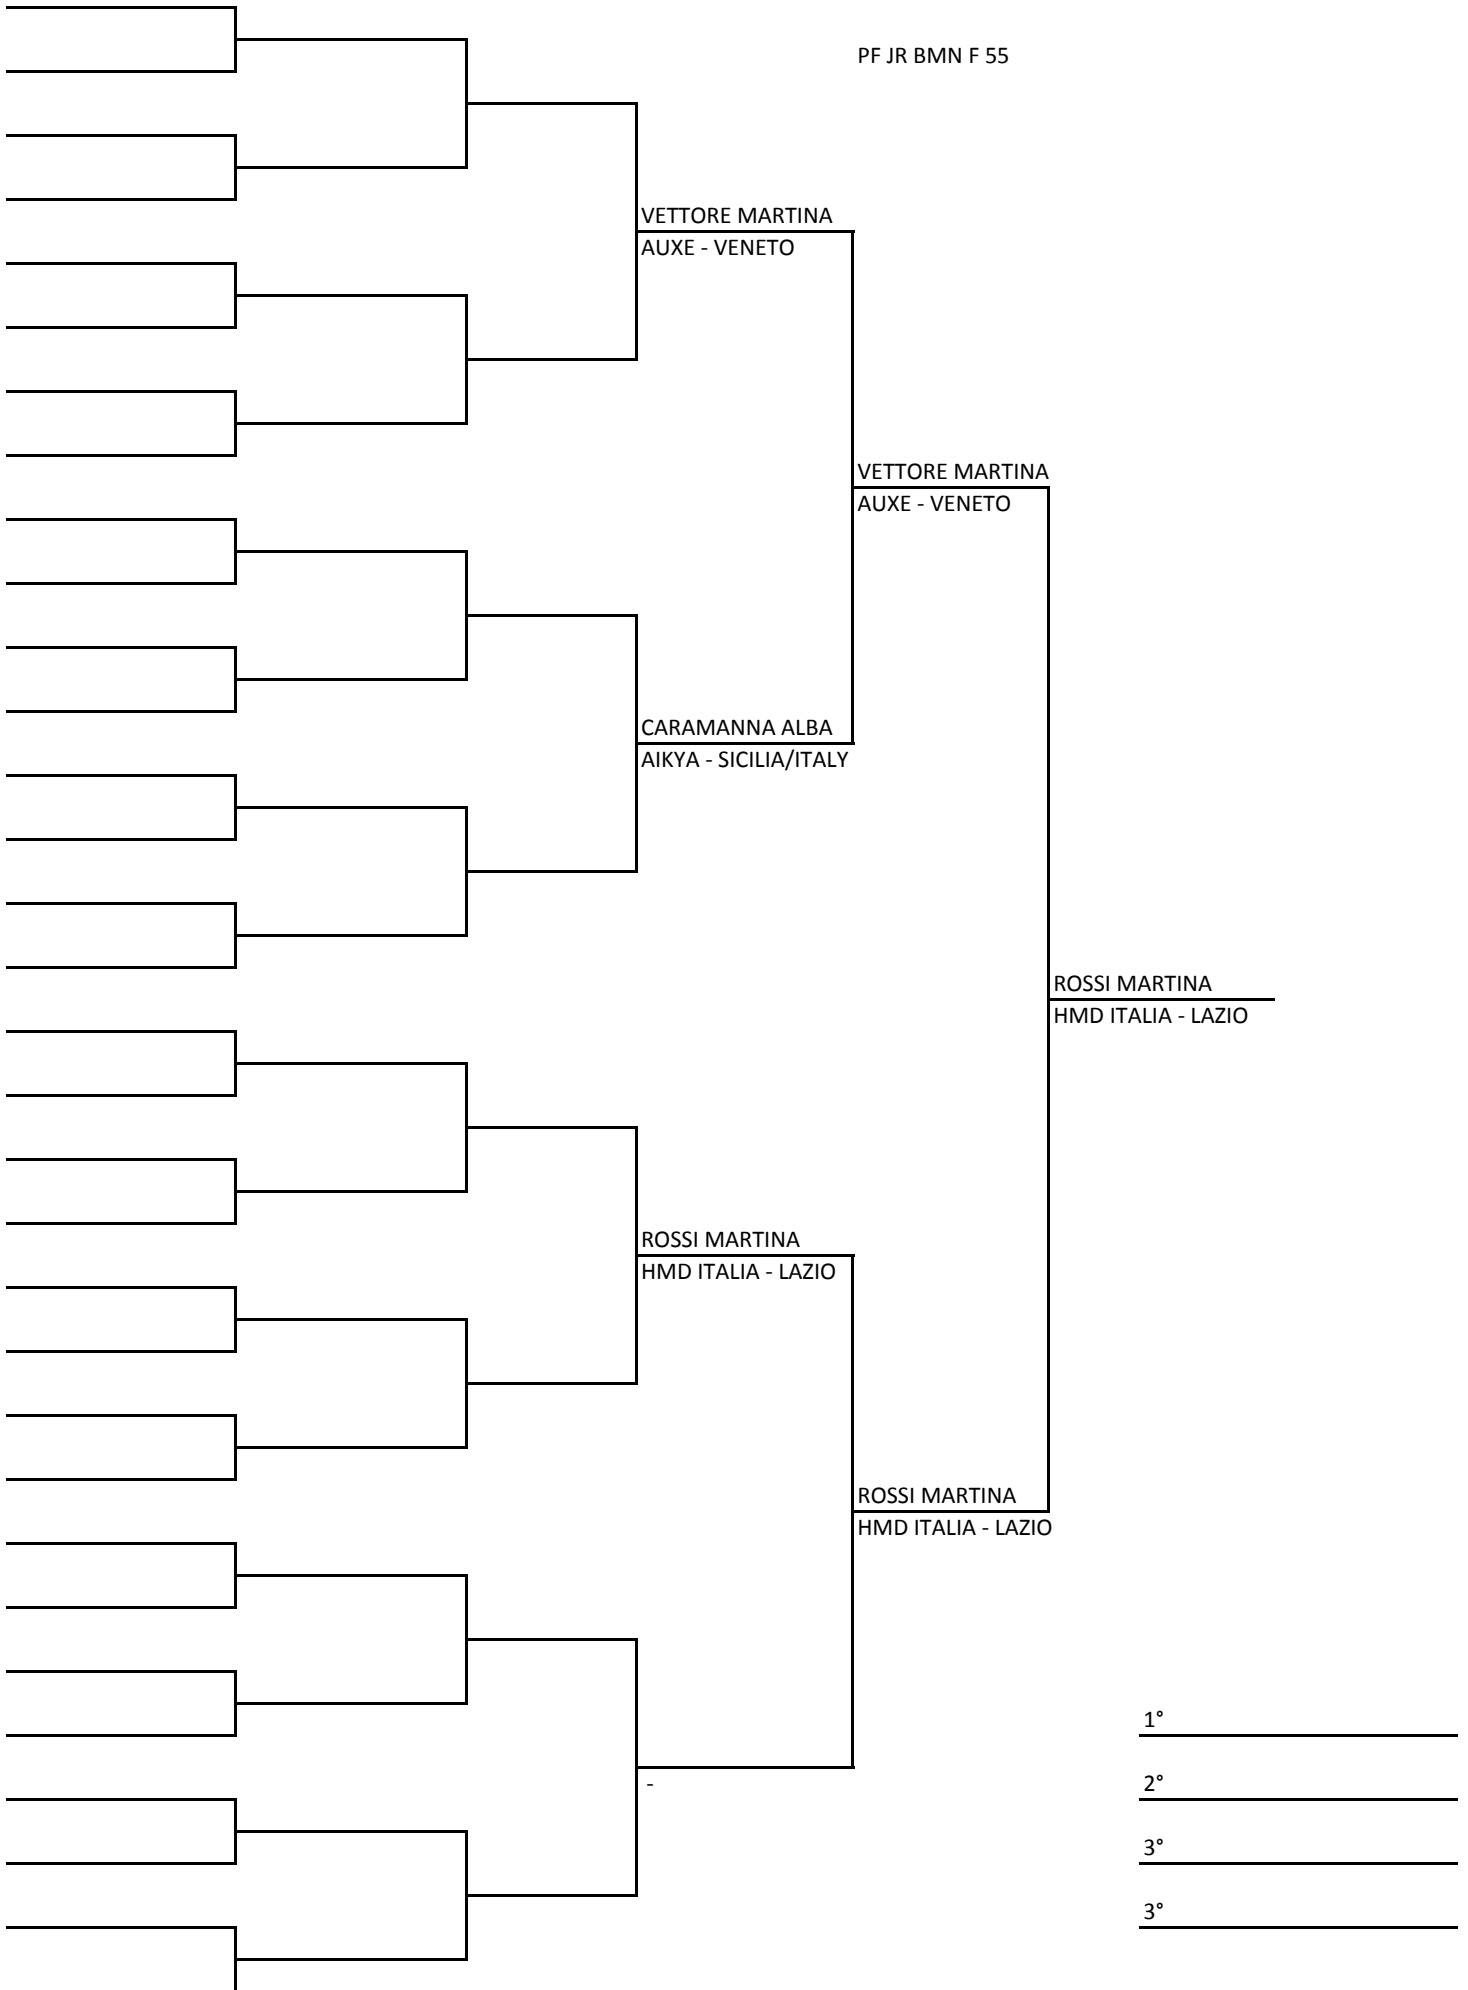 PF JR BMN F 55
VETTORE MARTINA
AUXE - VENETO
VETTORE MARTINA
AUXE - VENETO
CARAMANNA ALBA
AIKYA - SICILIA/ITALY
ROSSI MARTINA
HMD ITALIA - LAZIO
ROSSI MARTINA
HMD ITALIA - LAZIO
ROSSI MARTINA
HMD ITALIA - LAZIO
-
1°
2°
3°
3°